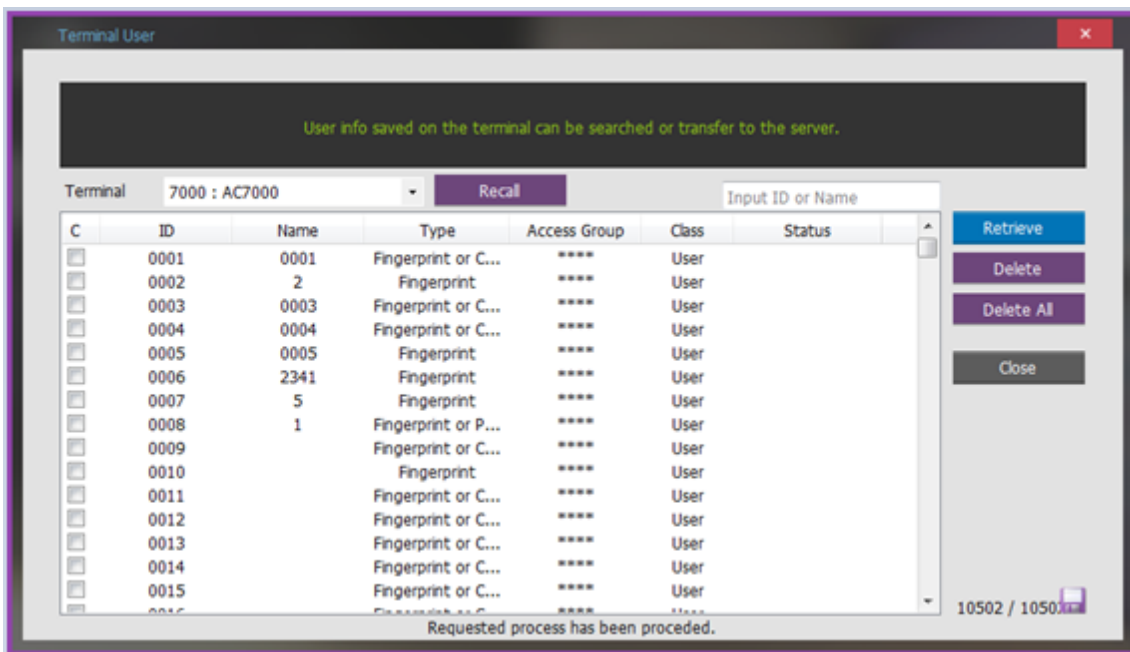 Terminal User
User info saved on the terminal can be searched or transfer to the server.
Terminal 7000 : AC7000 Recall Input ID or Name
C ID Name Type Access Group Class Status
0001 0001 Fingerprint or C... **** User
0002 2 Fingerprint **** User
0003 0003 Fingerprint or C... **** User
0004 0004 Fingerprint or C... **** User
0005 0005 Fingerprint **** User
0006 2341 Fingerprint **** User
0007 5 Fingerprint **** User
0008 1 Fingerprint or P... **** User
0009 Fingerprint or C... **** User
0010 Fingerprint **** User
0011 Fingerprint or C... **** User
0012 Fingerprint or C... **** User
0013 Fingerprint or C... **** User
0014 Fingerprint or C... **** User
0015 Fingerprint or C... **** User
Retrieve
Delete
Delete All
Close
10502 /
Requested process has been proceded.